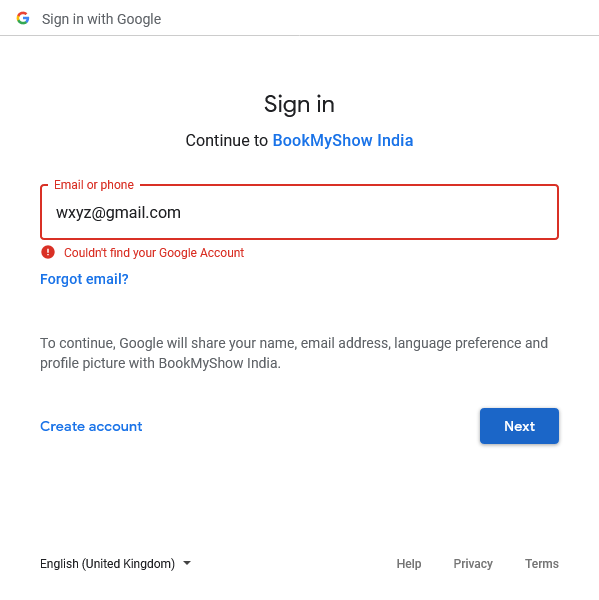 Sign in with Google
Sign in
Continue to BookMyShow India
Email or phone
wxyz@gmail.com
Couldn't find your Google Account
Forgot email?
To continue, Google will share your name, email address, language preference and
profile picture with BookMyShow India.
Create account
Next
English (United Kingdom)
Help
Privacy
Terms